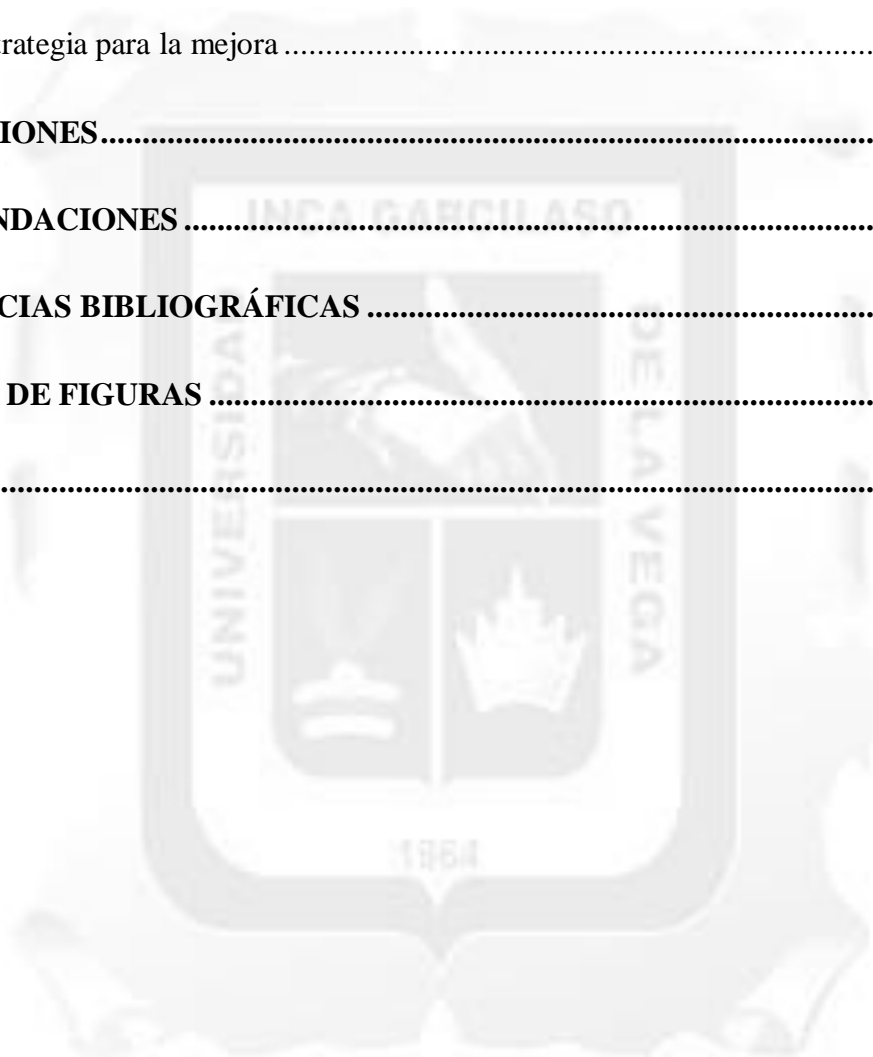 rategia para la mejora ........................................................................
IONES...............................................................................................
NDACIONES ....................................................................................
CIAS BIBLIOGRÁFICAS ..............................................................
DE FIGURAS .................................................................................
...........................................................................................................
INCA GARCILASO
UNIVERSIDAD
DE LA VEGA
1964